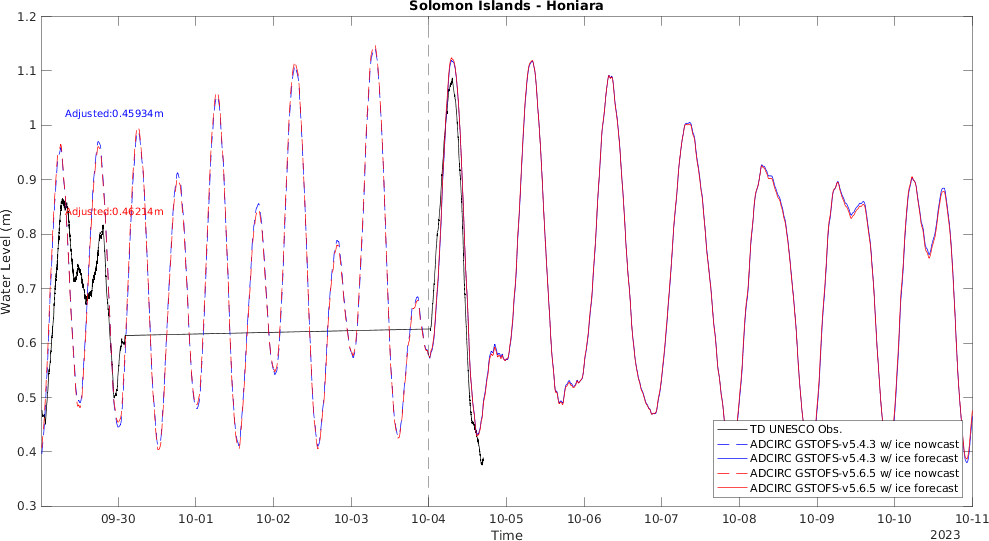 Solomon Islands - Honiara
1.2
1.1
1
0.9
0.8
0.7
0.6
0.5
0.4
0.3
Water Level (m)
Adjusted:0.45934m
Adjusted:0.46214m
TD UNESCO Obs.
ADCIRC GSTOFS-v5.4.3 w/ ice nowcast
ADCIRC GSTOFS-v5.4.3 w/ ice forecast
ADCIRC GSTOFS-v5.6.5 w/ ice nowcast
ADCIRC GSTOFS-v5.6.5 w/ ice forecast
09-30 10-01 10-02 10-03 10-04 10-05 10-06 10-07 10-08 10-09 10-10 10-11
Time
2023